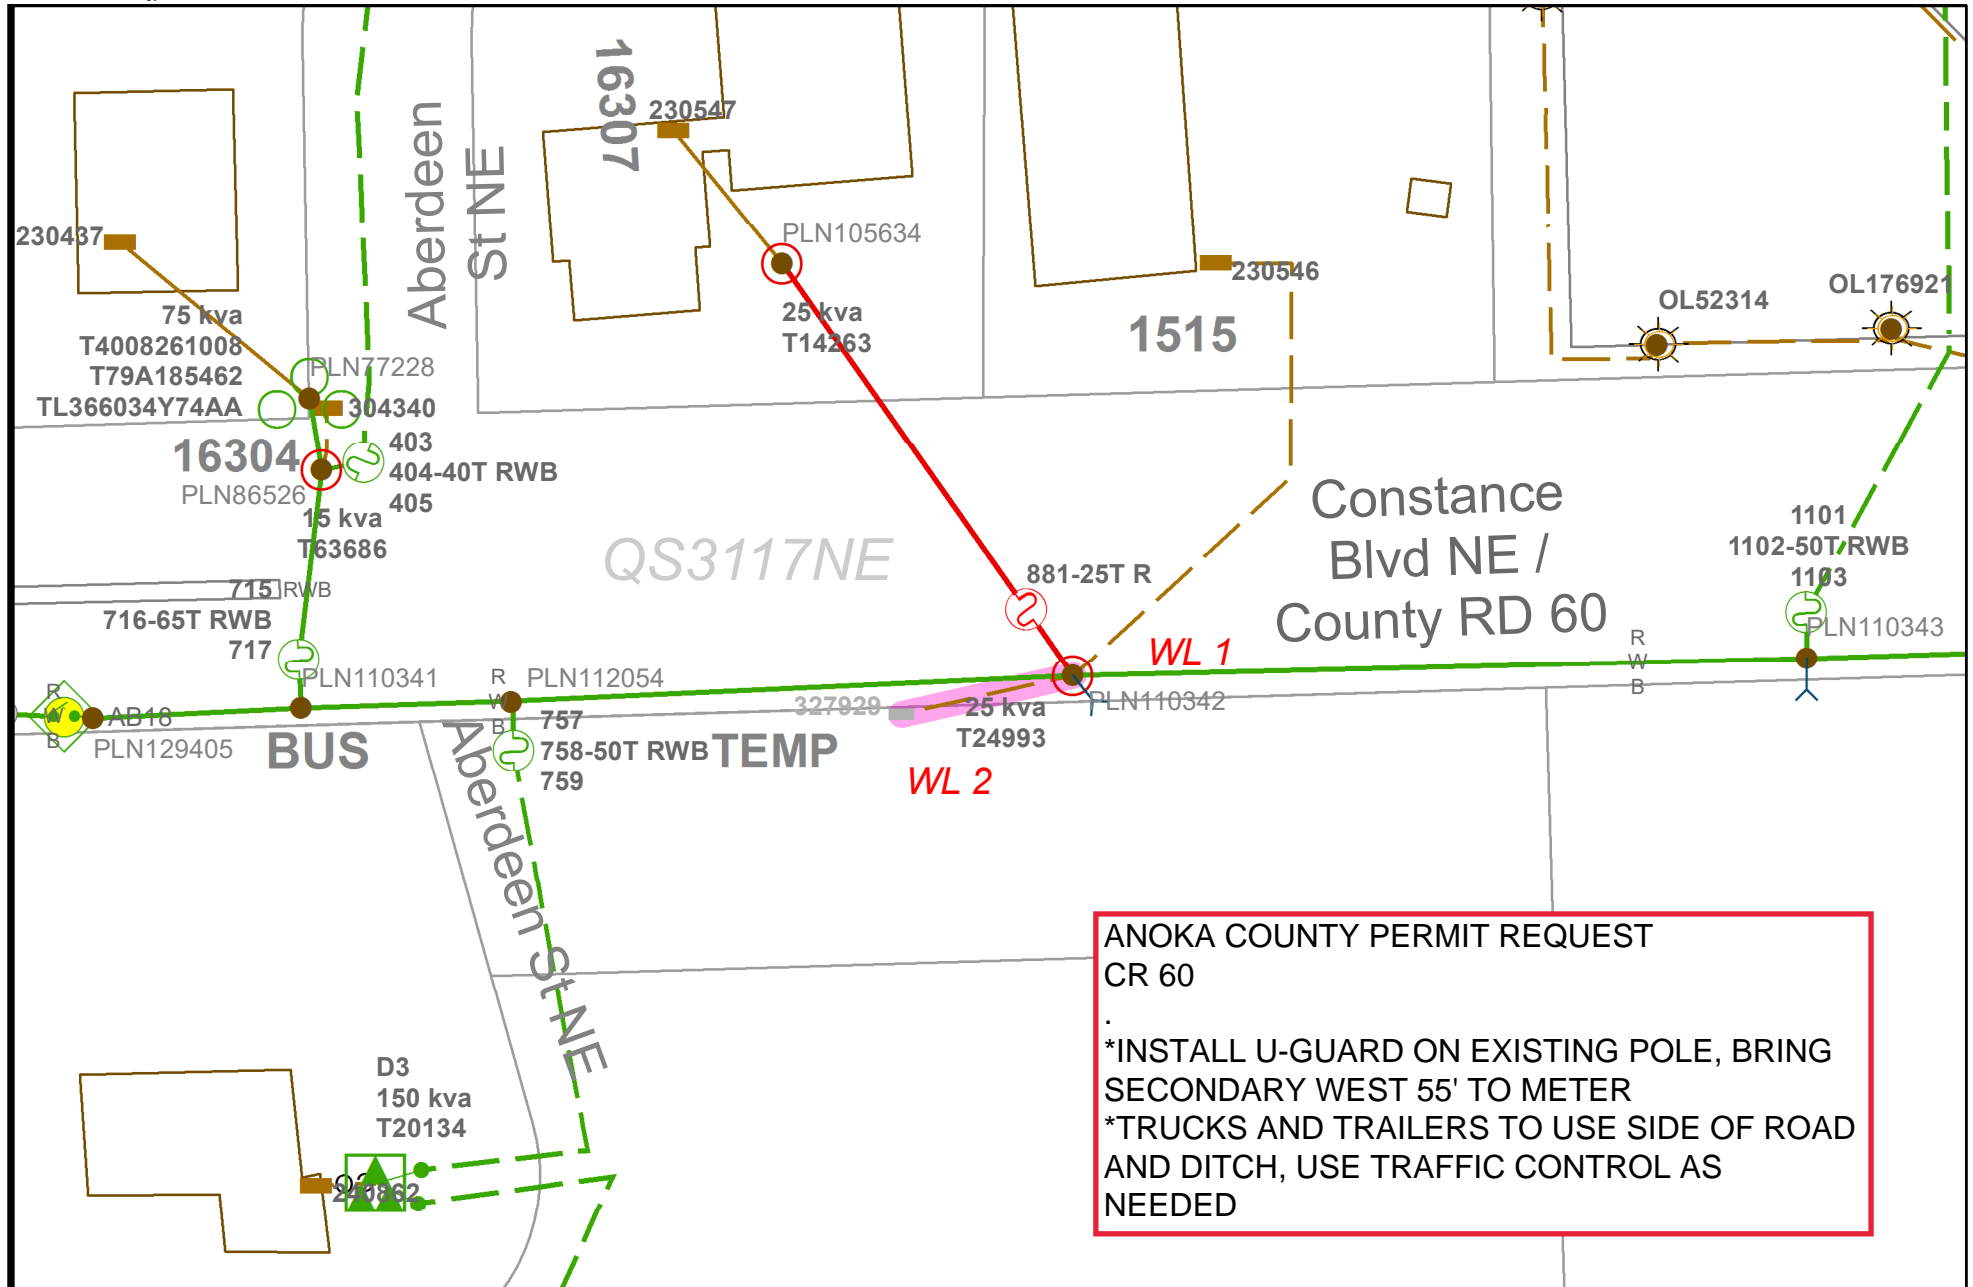 16307
230547
Aberdeen
St NE
PLN105634
230437
230546
25 kva
T14263
1515
OL52314
OL176921
75 kva
T4008261008
T79A185462
TL366034Y74AA
PLN77228
304340
403
404-40T RWB
405
16304
PLN86526
15 kva
T63686
QS3117NE
881-25T R
Constance
Blvd NE /
County RD 60
1101
1102-50T RWB
1103
715 RWB
716-65T RWB
717
PLN110341
R
W
B
PLN112054
WL 1
R
W
B
PLN110343
R
W
B
AB18
PLN129405
BUS
757
758-50T RWB
759
TEMP
327929
25 kva
T24993
PLN110342
WL 2
Aberdeen St NE
ANOKA COUNTY PERMIT REQUEST
CR 60
.
*INSTALL U-GUARD ON EXISTING POLE, BRING
SECONDARY WEST 55' TO METER
*TRUCKS AND TRAILERS TO USE SIDE OF ROAD
AND DITCH, USE TRAFFIC CONTROL AS
NEEDED
D3
150 kva
T20134
240862